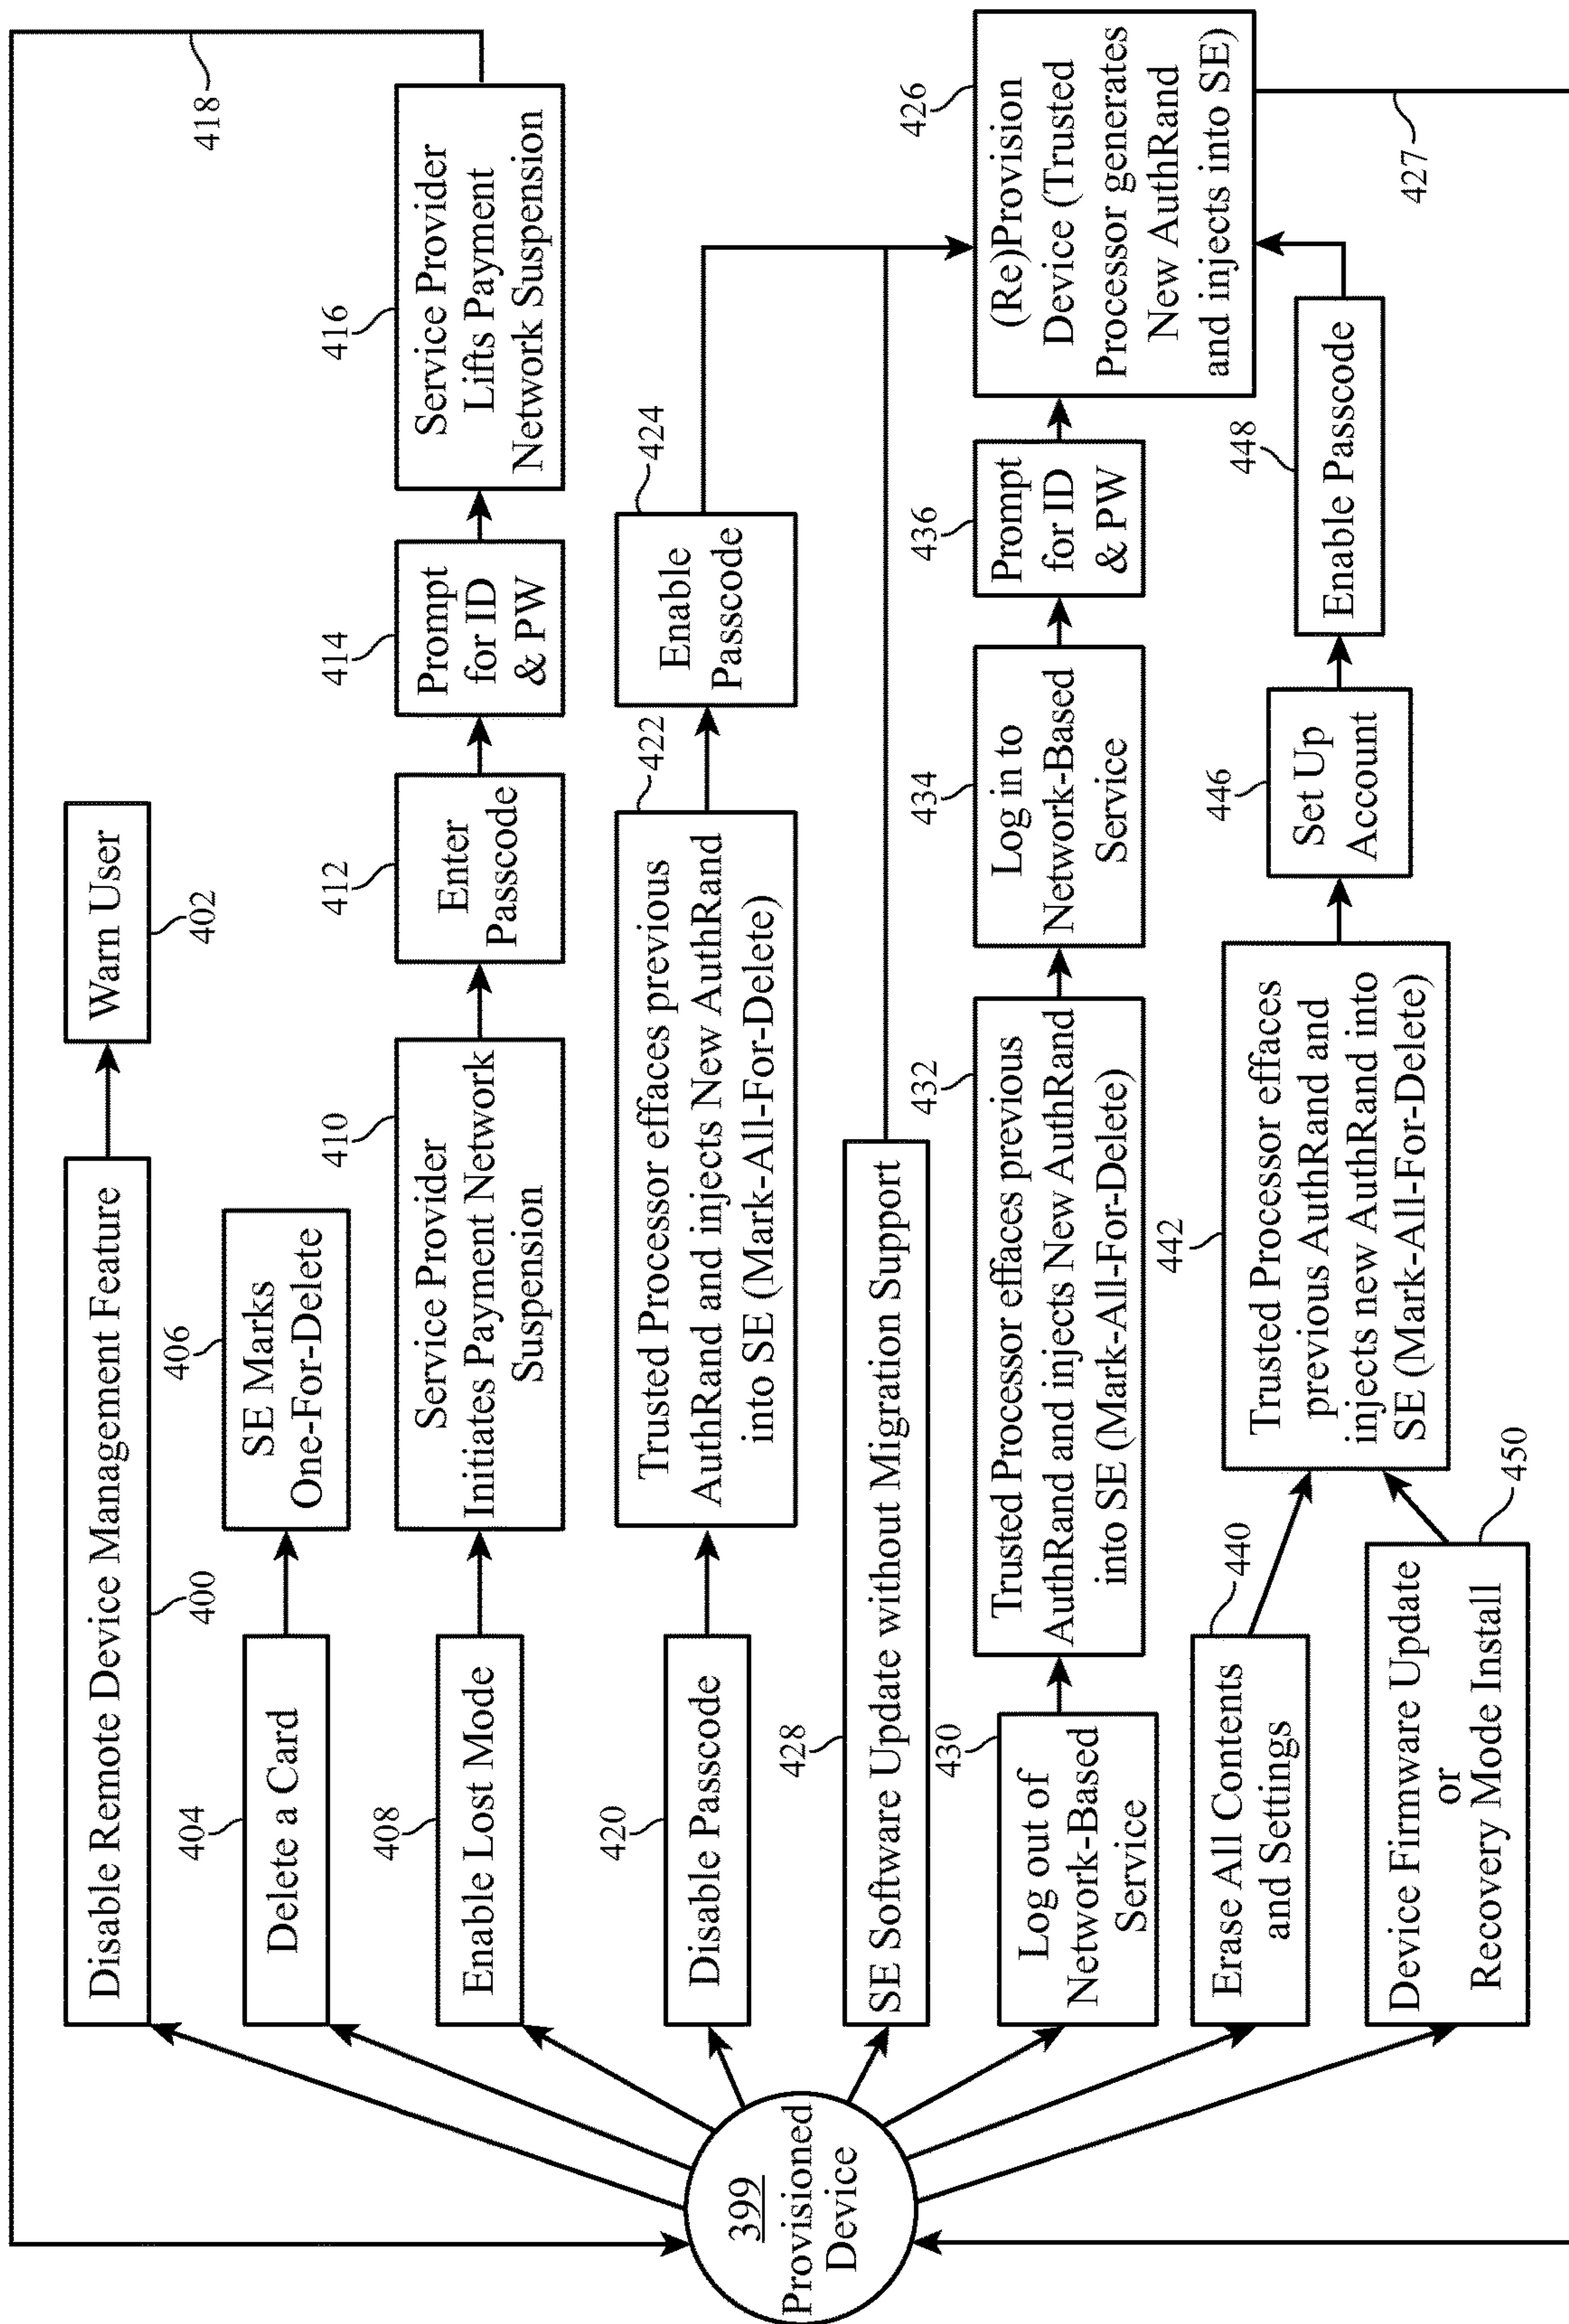 418
Disable Remote Device Management Feature
400
Warn User
402
404
Delete a Card
406
SE Marks
One-For-Delete
408
Enable Lost Mode
410
Service Provider
Initiates Payment Network
Suspension
412
Enter
Passcode
414
Prompt
for ID
& PW
416
Service Provider
Lifts Payment
Network Suspension
420
Disable Passcode
422
Trusted Processor effaces previous
AuthRand and injects New AuthRand
into SE (Mark-All-For-Delete)
424
Enable
Passcode
399
Provisioned
Device
428
SE Software Update without Migration Support
430
Log out of
Network-Based
Service
432
Trusted Processor effaces previous
AuthRand and injects New AuthRand
into SE (Mark-All-For-Delete)
434
Log in to
Network-Based
Service
436
Prompt
for ID
& PW
426
(Re)Provision
Device (Trusted
Processor generates
New AuthRand
and injects into SE)
440
Erase All Contents
and Settings
442
Trusted Processor effaces
previous AuthRand and
injects new AuthRand into
SE (Mark-All-For-Delete)
446
Set Up
Account
448
Enable Passcode
450
Device Firmware Update
or
Recovery Mode Install
427